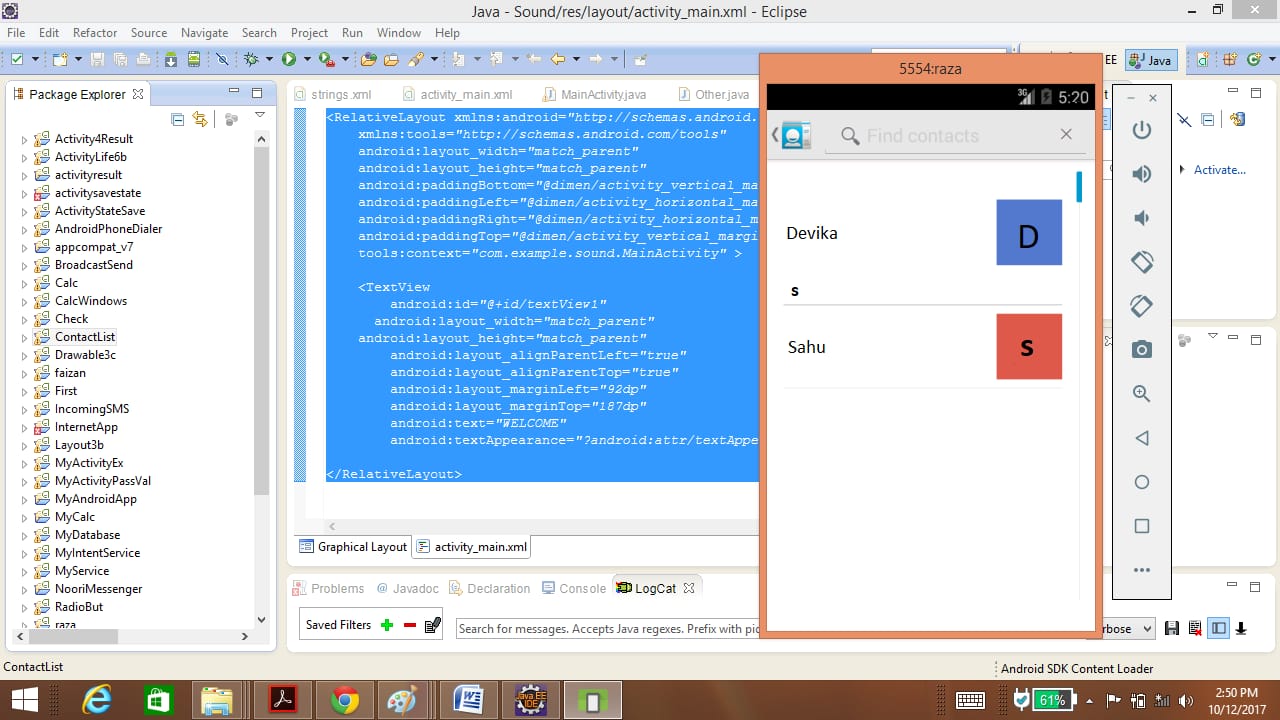 Java - Sound/res/layout/activity_main.xml - Eclipse
File Edit Refactor Source Navigate Search Project Run Window Help
EE Java
Package Explorer
Activity4Result
ActivityLife6b
activityresult
activitysavestate
ActivityStateSave
AndroidPhoneDialer
appcompat_v7
BroadcastSend
Calc
CalcWindows
Check
ContactList
Drawable3c
faizan
First
IncomingSMS
InternetApp
Layout3b
MyActivityEx
MyActivityPassVal
MyAndroidApp
MyCalc
MyDatabase
MyIntentService
MyService
NooriMessenger
RadioBut
raza
strings.xml activity_main.xml MainActivity.java Other.java
<RelativeLayout xmlns:android="http://schemas.android.
xmlns:tools="http://schemas.android.com/tools"
android:layout_width="match_parent"
android:layout_height="match_parent"
android:paddingBottom="@dimen/activity_vertical_ma
android:paddingLeft="@dimen/activity_horizontal_ma
android:paddingRight="@dimen/activity_horizontal_m
android:paddingTop="@dimen/activity_vertical_margi
tools:context="com.example.sound.MainActivity" >
<TextView
android:id="@+id/textView1"
android:layout_width="match_parent"
android:layout_height="match_parent"
android:layout_alignParentLeft="true"
android:layout_alignParentTop="true"
android:layout_marginLeft="92dp"
android:layout_marginTop="187dp"
android:text="WELCOME"
android:textAppearance="?android:attr/textAppe
</RelativeLayout>
Graphical Layout activity_main.xml
Problems Javadoc Declaration Console LogCat
Saved Filters
Search for messages. Accepts Java regexes. Prefix with pid
rbose
5554:raza
3G 5:20
Find contacts
Devika D
s
Sahu s
Activate...
ContactList
Android SDK Content Loader
Java EE IDE
61%
2:50 PM
10/12/2017